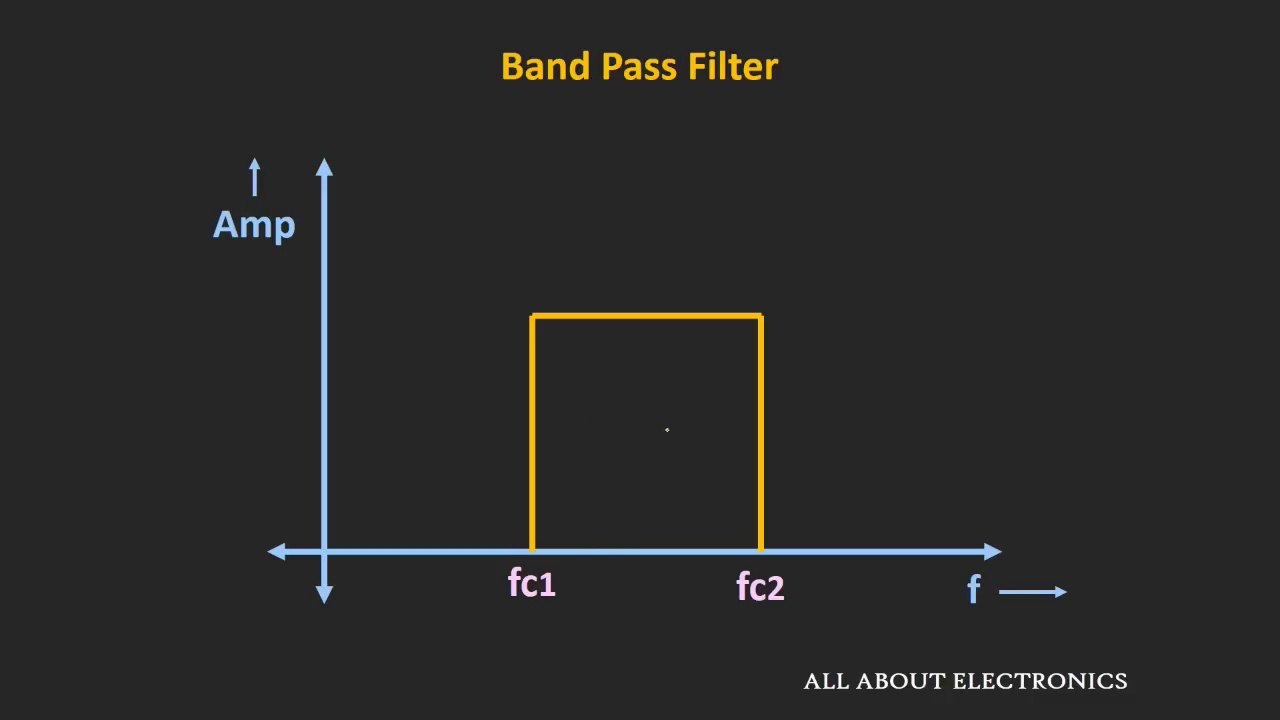 Band Pass Filter
Amp
fc1
fc2
f
ALL ABOUT ELECTRONICS